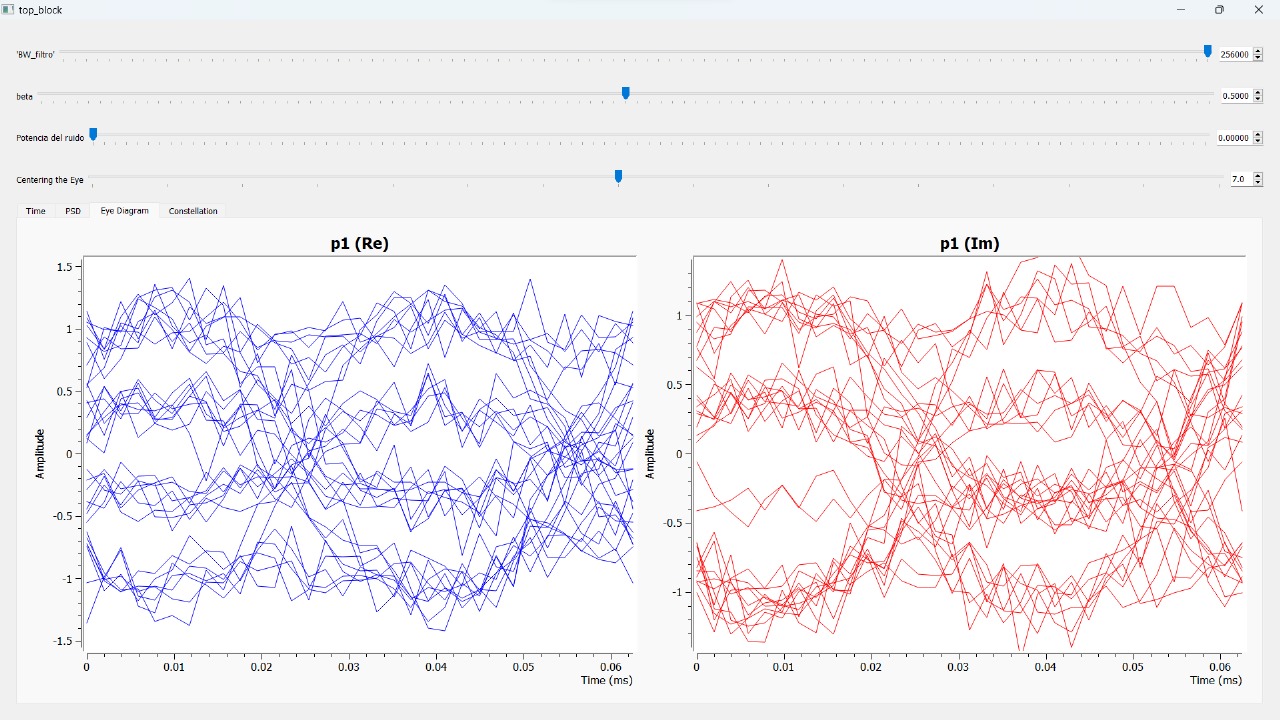 top_block
'BW_filtro' 256000
beta 0.5000
Potencia del ruido 0.00000
Centering the Eye 7.0
Time PSD Eye Diagram Constellation
p1 (Re) p1 (Im)
1.5
1
0.5
0
-0.5
-1
-1.5
Amplitude
0 0.01 0.02 0.03 0.04 0.05 0.06
Time (ms)
1
0.5
0
-0.5
-1
Amplitude
0 0.01 0.02 0.03 0.04 0.05 0.06
Time (ms)